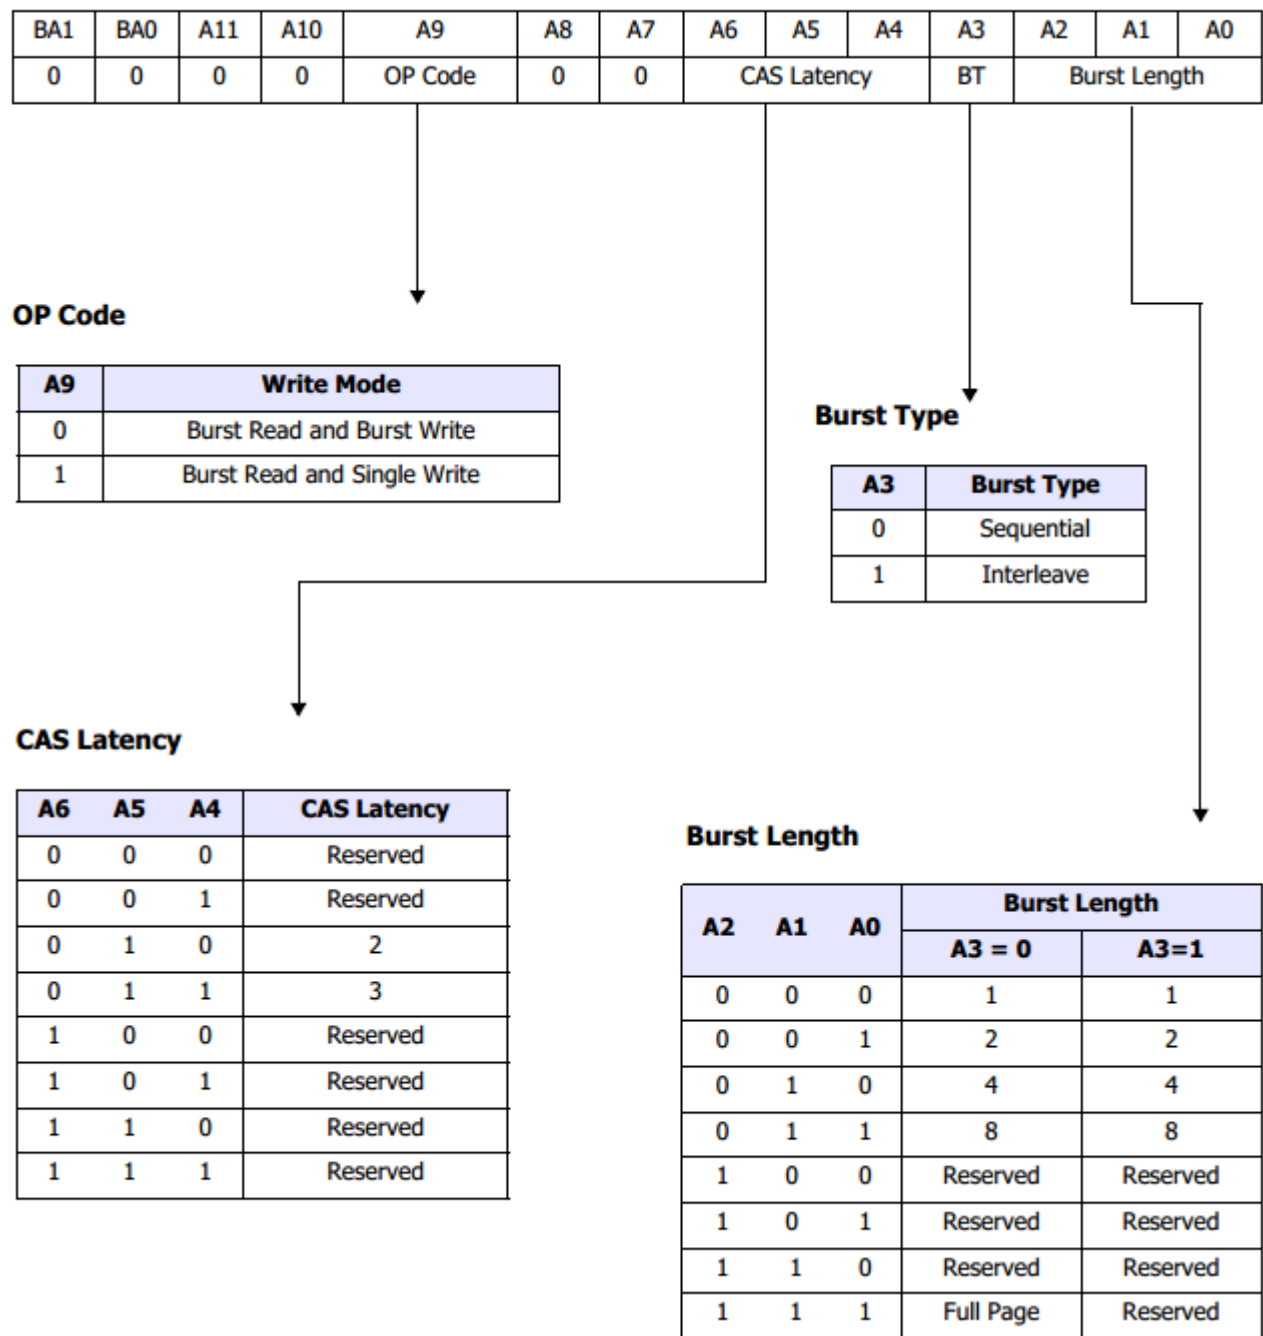 BA1 BA0 A11 A10 A9 A8 A7 A6 A5 A4 A3 A2 A1 A0
0 0 0 0 OP Code 0 0 CAS Latency BT Burst Length
OP Code
A9 Write Mode
0 Burst Read and Burst Write
1 Burst Read and Single Write
Burst Type
A3 Burst Type
0 Sequential
1 Interleave
CAS Latency
A6 A5 A4 CAS Latency
0 0 0 Reserved
0 0 1 Reserved
0 1 0 2
0 1 1 3
1 0 0 Reserved
1 0 1 Reserved
1 1 0 Reserved
1 1 1 Reserved
Burst Length
A2 A1 A0 Burst Length
A3 = 0 A3=1
0 0 0 1 1
0 0 1 2 2
0 1 0 4 4
0 1 1 8 8
1 0 0 Reserved Reserved
1 0 1 Reserved Reserved
1 1 0 Reserved Reserved
1 1 1 Full Page Reserved